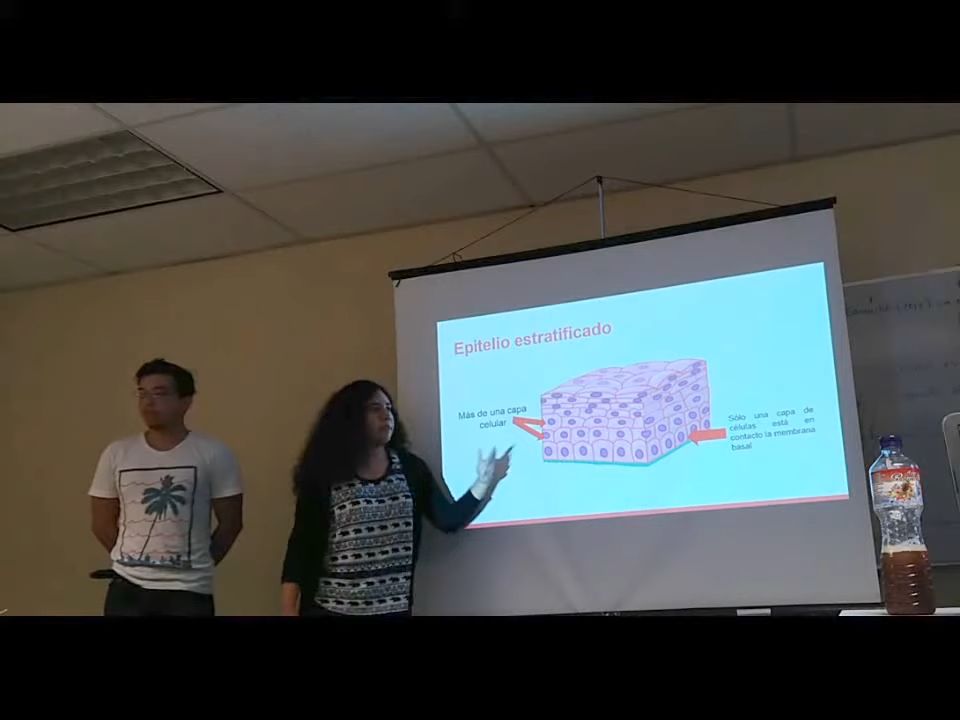 Epitelio estratificado
Más de una capa
celular
Sólo una capa de
células está en
contacto la membrana
basal